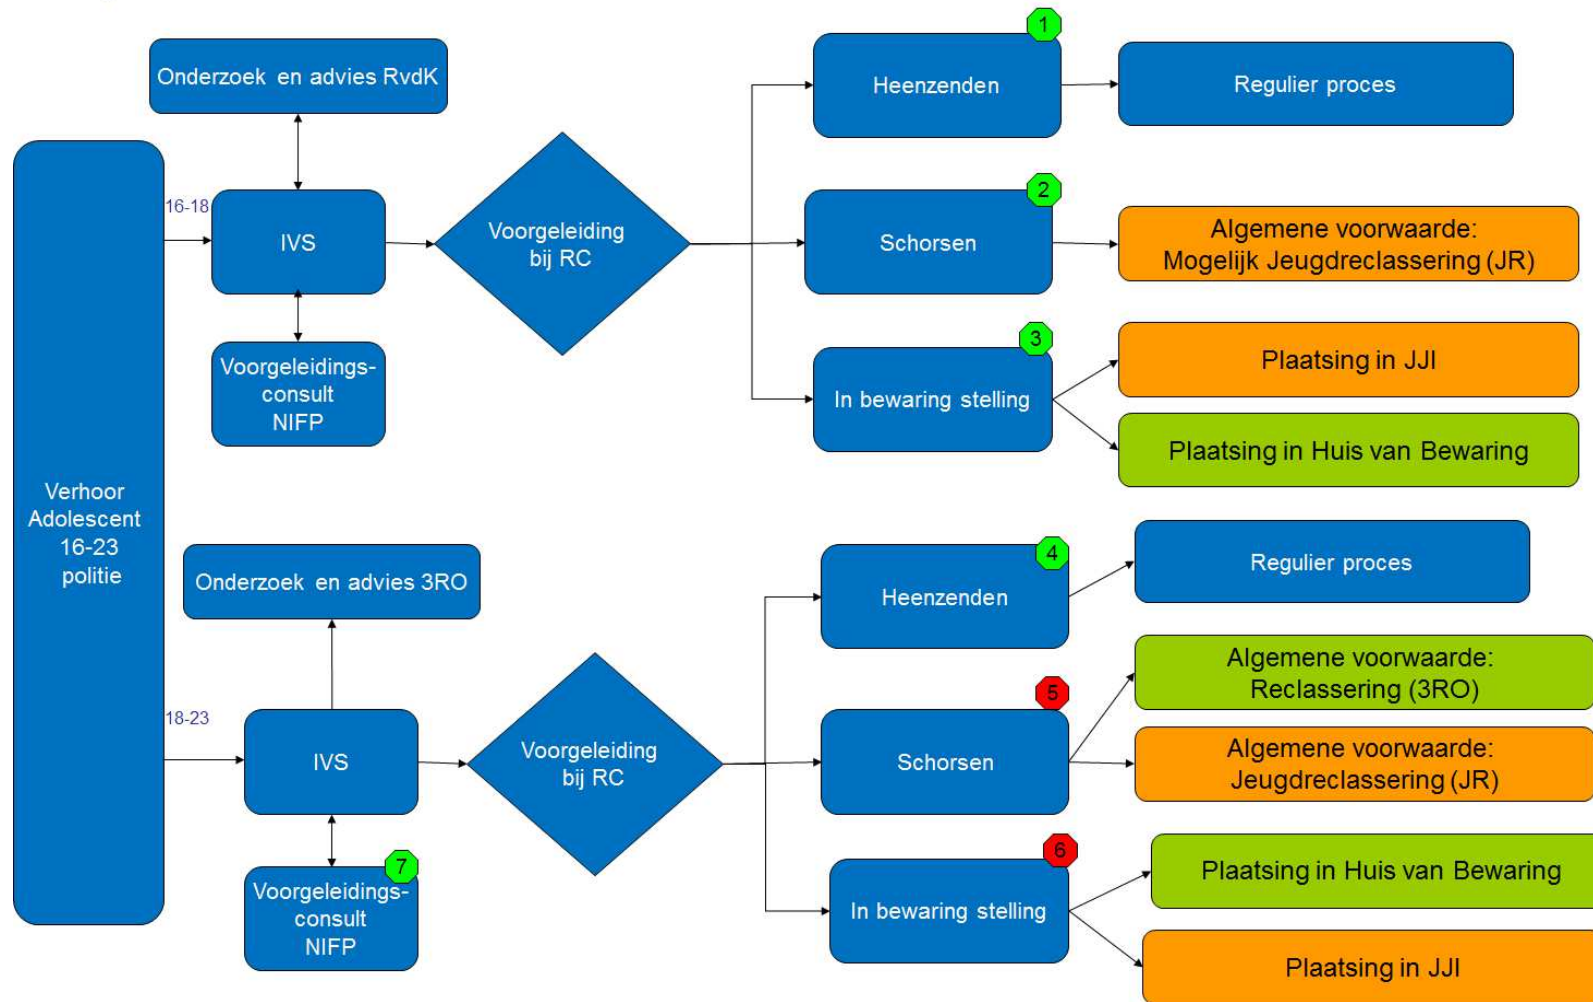 1
Onderzoek en advies RvdK
Heenzenden
Regulier proces
16-18
2
IVS
Voorgeleiding
bij RC
Schorsen
Algemene voorwaarde:
Mogelijk Jeugdreclassering (JR)
3
Voorgeleidings-
consult
NIFP
In bewaring stelling
Plaatsing in JJI
Plaatsing in Huis van Bewaring
Verhoor
Adolescent
16-23
politie
4
Onderzoek en advies 3RO
Heenzenden
Regulier proces
18-23
5
IVS
Voorgeleiding
bij RC
Schorsen
Algemene voorwaarde:
Reclassering (3RO)
Algemene voorwaarde:
Jeugdreclassering (JR)
7
Voorgeleidings-
consult
NIFP
6
In bewaring stelling
Plaatsing in Huis van Bewaring
Plaatsing in JJI